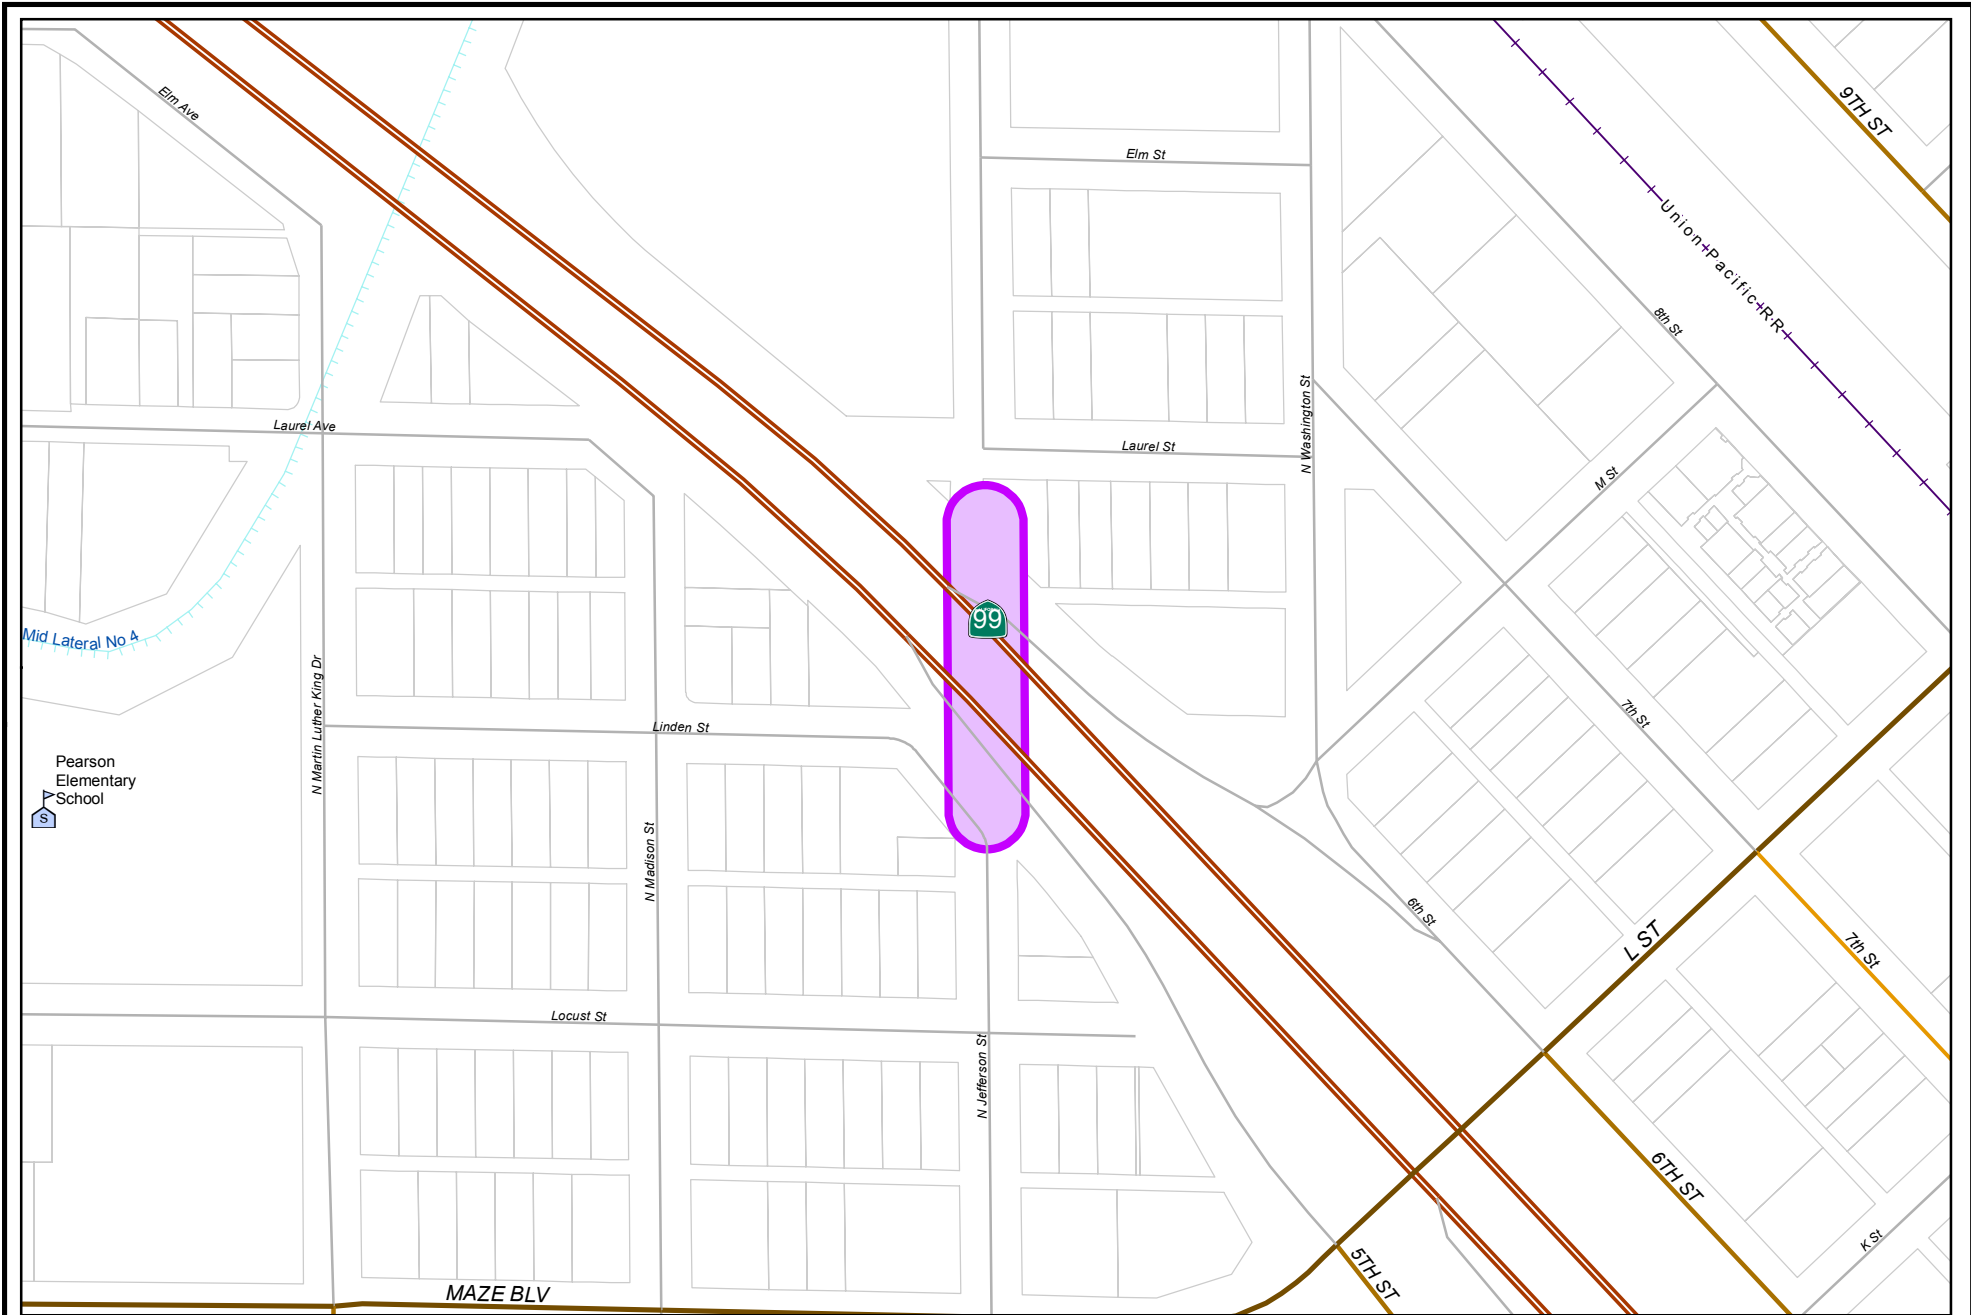 Elm Ave
9TH ST
Elm St
Union Pacific RR
8th St
N Washington St
Laurel Ave
Laurel St
M St
99
Mid Lateral No 4
N Martin Luther King Dr
Linden St
7th St
Pearson
Elementary
School
S
N Madison St
6th St
L ST
7th St
Locust St
N Jefferson St
6TH ST
K St
5TH ST
MAZE BLV